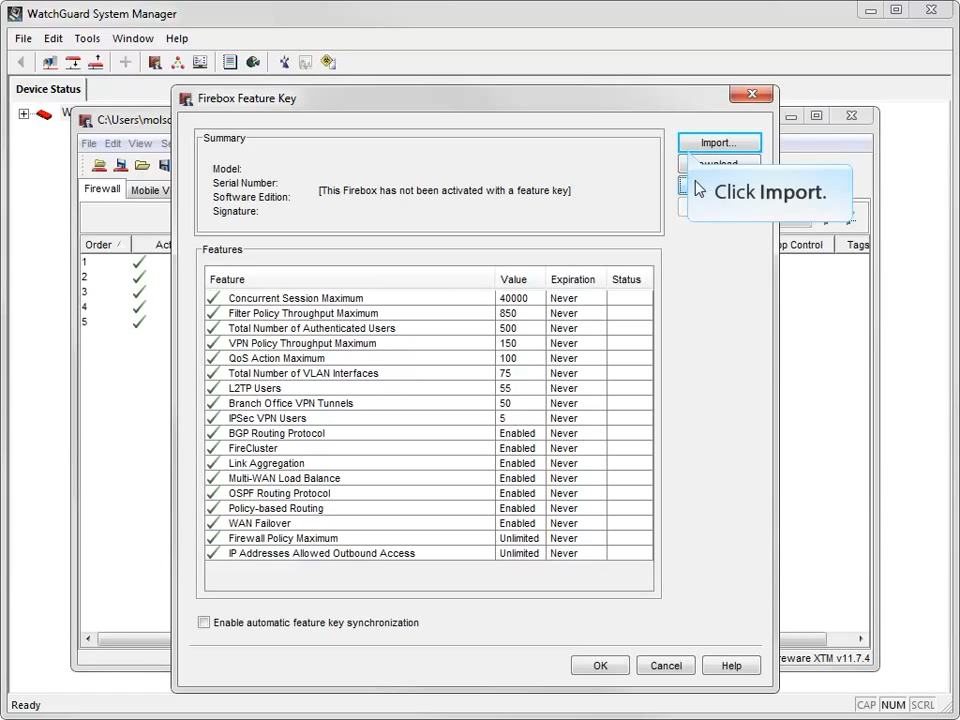 WatchGuard System Manager
File Edit Tools Window Help
Device Status
C:\Users\molsc
File Edit View
Firewall Mobile V
Order / Act
op Control Tags
1
2
3
4
5
Firebox Feature Key
Summary
Model:
Serial Number:
Software Edition:
Signature:
[This Firebox has not been activated with a feature key]
Import...
Click Import.
Features
Feature Value Expiration Status
Concurrent Session Maximum 40000 Never
Filter Policy Throughput Maximum 850 Never
Total Number of Authenticated Users 500 Never
VPN Policy Throughput Maximum 150 Never
QoS Action Maximum 100 Never
Total Number of VLAN Interfaces 75 Never
L2TP Users 55 Never
Branch Office VPN Tunnels 50 Never
IPSec VPN Users 5 Never
BGP Routing Protocol Enabled Never
FireCluster Enabled Never
Link Aggregation Enabled Never
Multi-WAN Load Balance Enabled Never
OSPF Routing Protocol Enabled Never
Policy-based Routing Enabled Never
WAN Failover Enabled Never
Firewall Policy Maximum Unlimited Never
IP Addresses Allowed Outbound Access Unlimited Never
Enable automatic feature key synchronization
OK Cancel Help
reware XTM v11.7.4
Ready CAP NUM SCRL